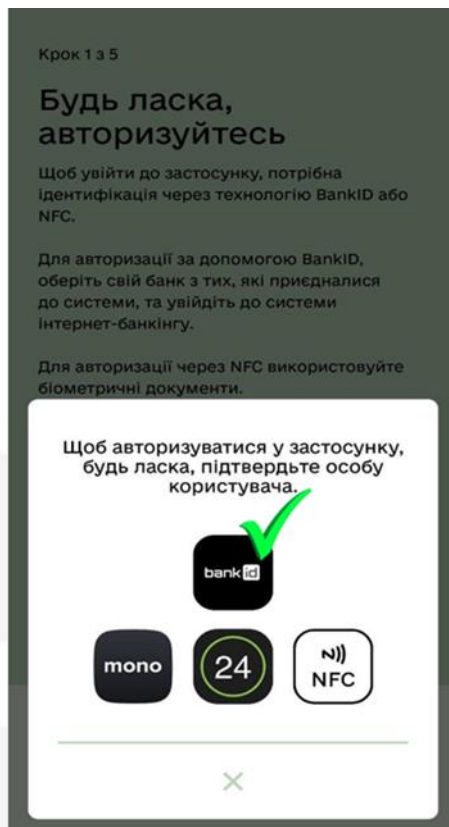 Крок 1 з 5
Будь ласка,
авторизуйтесь
Щоб увійти до застосунку, потрібна
ідентифікація через технологію BankID або
NFC.
Для авторизації за допомогою BankID,
оберіть свій банк з тих, які приєдналися
до системи, та увійдіть до системи
інтернет-банкінгу.
Для авторизації через NFC використовуйте
біометричні документи.
Щоб авторизуватися у застосунку,
будь ласка, підтвердьте особу
користувача.
bank id
mono
24
N))
NFC